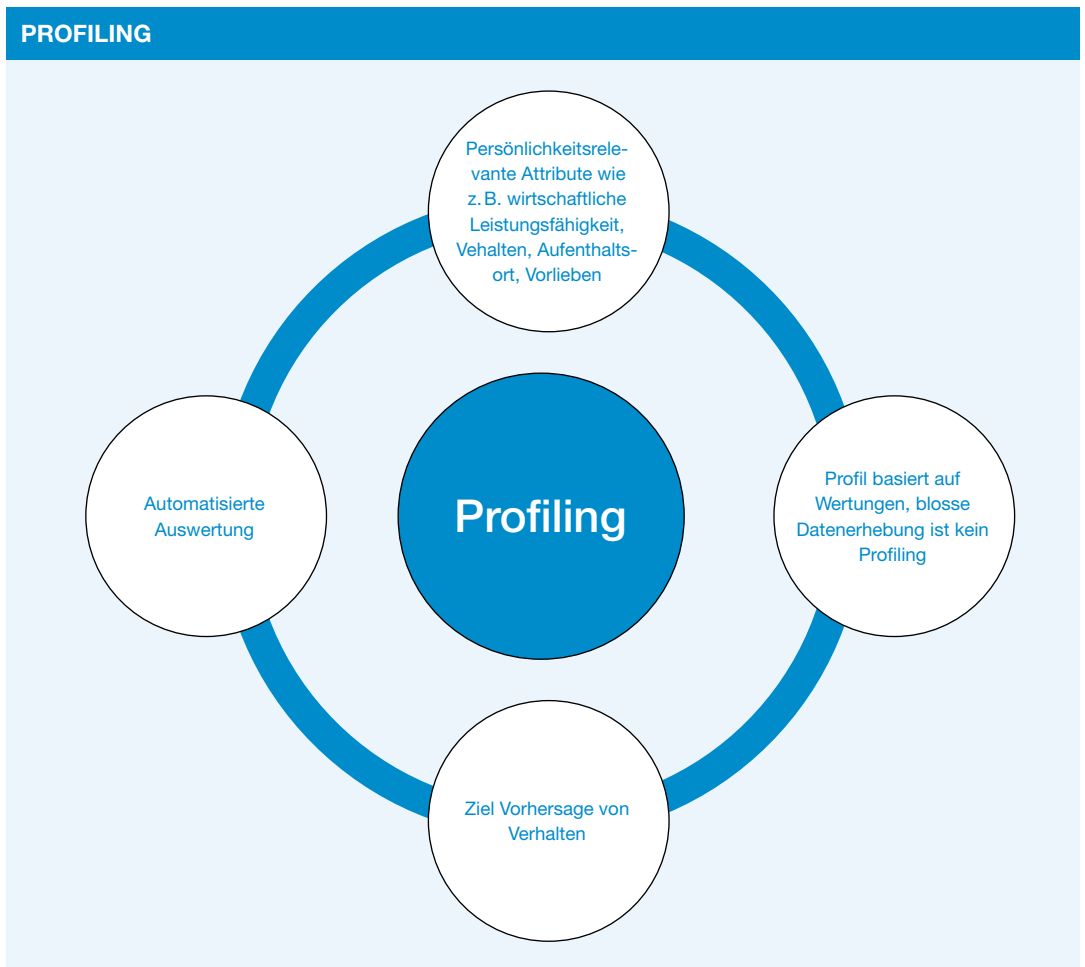 PROFILING
Persönlichkeitsrele-
vante Attribute wie
z. B. wirtschaftliche
Leistungsfähigkeit,
Vehalten, Aufenthalts-
ort, Vorlieben
Automatisierte
Auswertung
Profiling
Profil basiert auf
Wertungen, blosse
Datenerhebung ist kein
Profiling
Ziel Vorhersage von
Verhalten